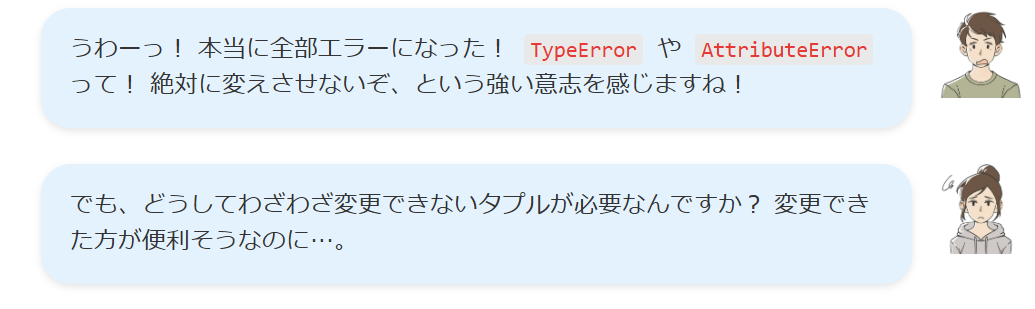 うわーっ！ 本当に全部エラーになった！ TypeError や AttributeError
って！ 絶対に変えさせないぞ、という強い意志を感じますね！
でも、どうしてわざわざ変更できないタプルが必要なんですか？ 変更でき
た方が便利そうなのに…。